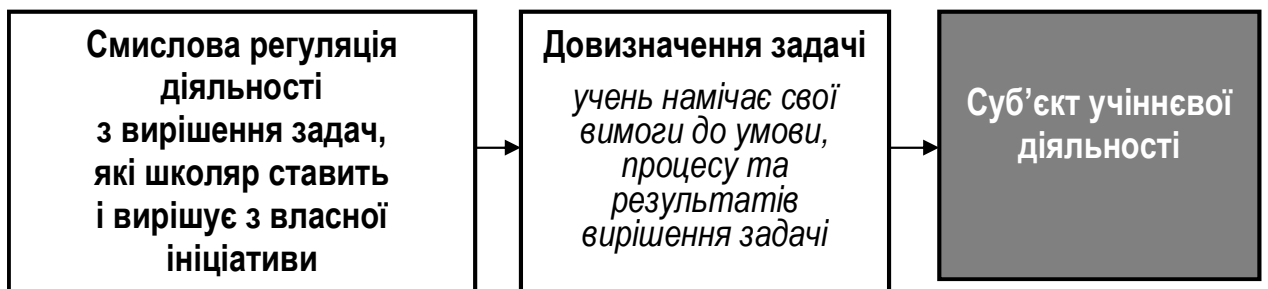 Смислова регуляція
діяльності
з вирішення задач,
які школяр ставить
і вирішує з власної
ініціативи
Довизначення задачі
учень намічає свої
вимоги до умови,
процесу та
результатів
вирішення задачі
Суб’єкт учіннєвої
діяльності